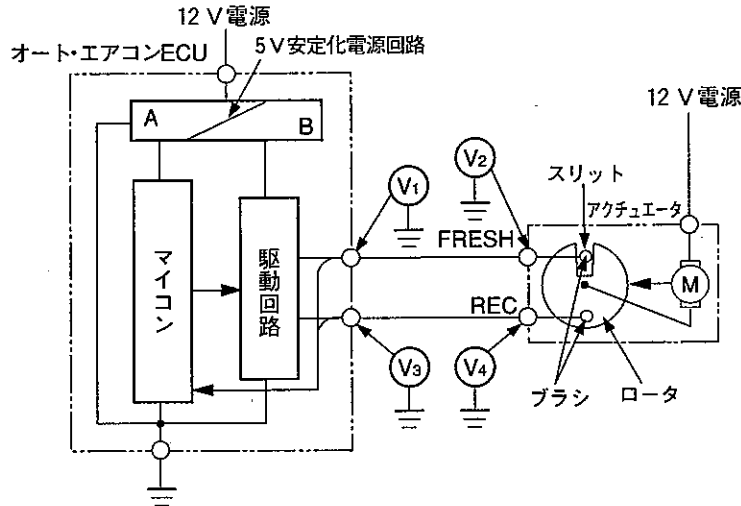 12 V電源
オート・エアコンECU
5 V安定化電源回路
12 V 電源
A
B
V1
V2
スリット
アクチュエータ
FRESH
マイコン
駆動回路
M
REC
V3
V4
ブラシ
ロータ